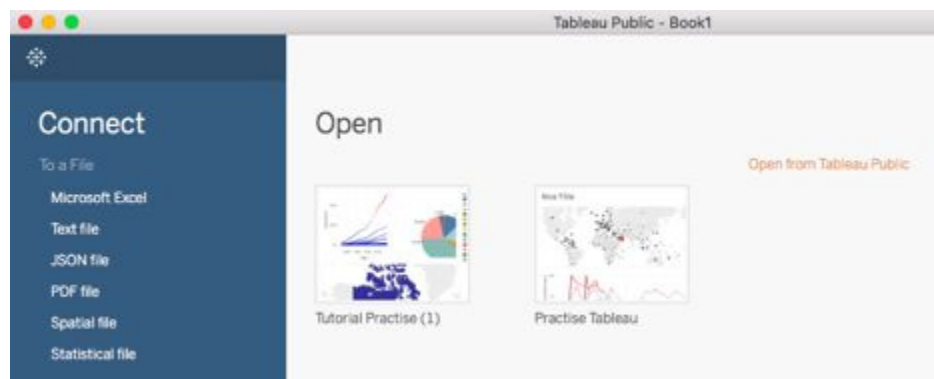 Tableau Public - Book1
Connect
To a File
Microsoft Excel
Text file
JSON file
PDF file
Spatial file
Statistical file
Open
Open from Tableau Public
Tutorial Practise (1)
Practise Tableau